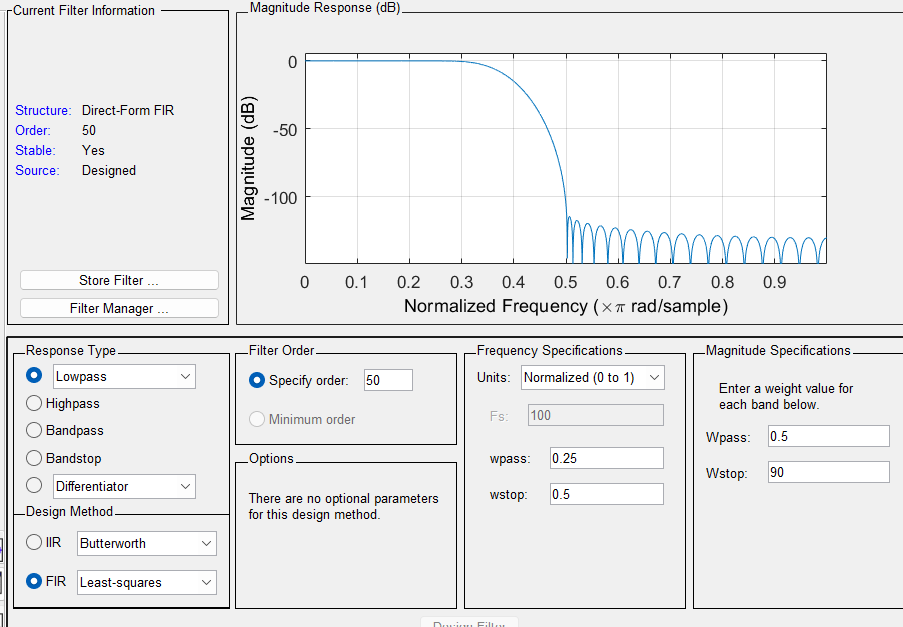 Current Filter Information
Structure: Direct-Form FIR
Order: 50
Stable: Yes
Source: Designed
Store Filter ...
Filter Manager ...
Magnitude Response (dB)
Magnitude (dB)
0
-50
-100
0 0.1 0.2 0.3 0.4 0.5 0.6 0.7 0.8 0.9
Normalized Frequency (×π rad/sample)
Response Type
Lowpass
Highpass
Bandpass
Bandstop
Differentiator
Design Method
IIR Butterworth
FIR Least-squares
Filter Order
Specify order: 50
Minimum order
Options
There are no optional parameters
for this design method.
Frequency Specifications
Units: Normalized (0 to 1)
Fs: 100
wpass: 0.25
wstop: 0.5
Magnitude Specifications
Enter a weight value for
each band below.
Wpass: 0.5
Wstop: 90
Design Filter